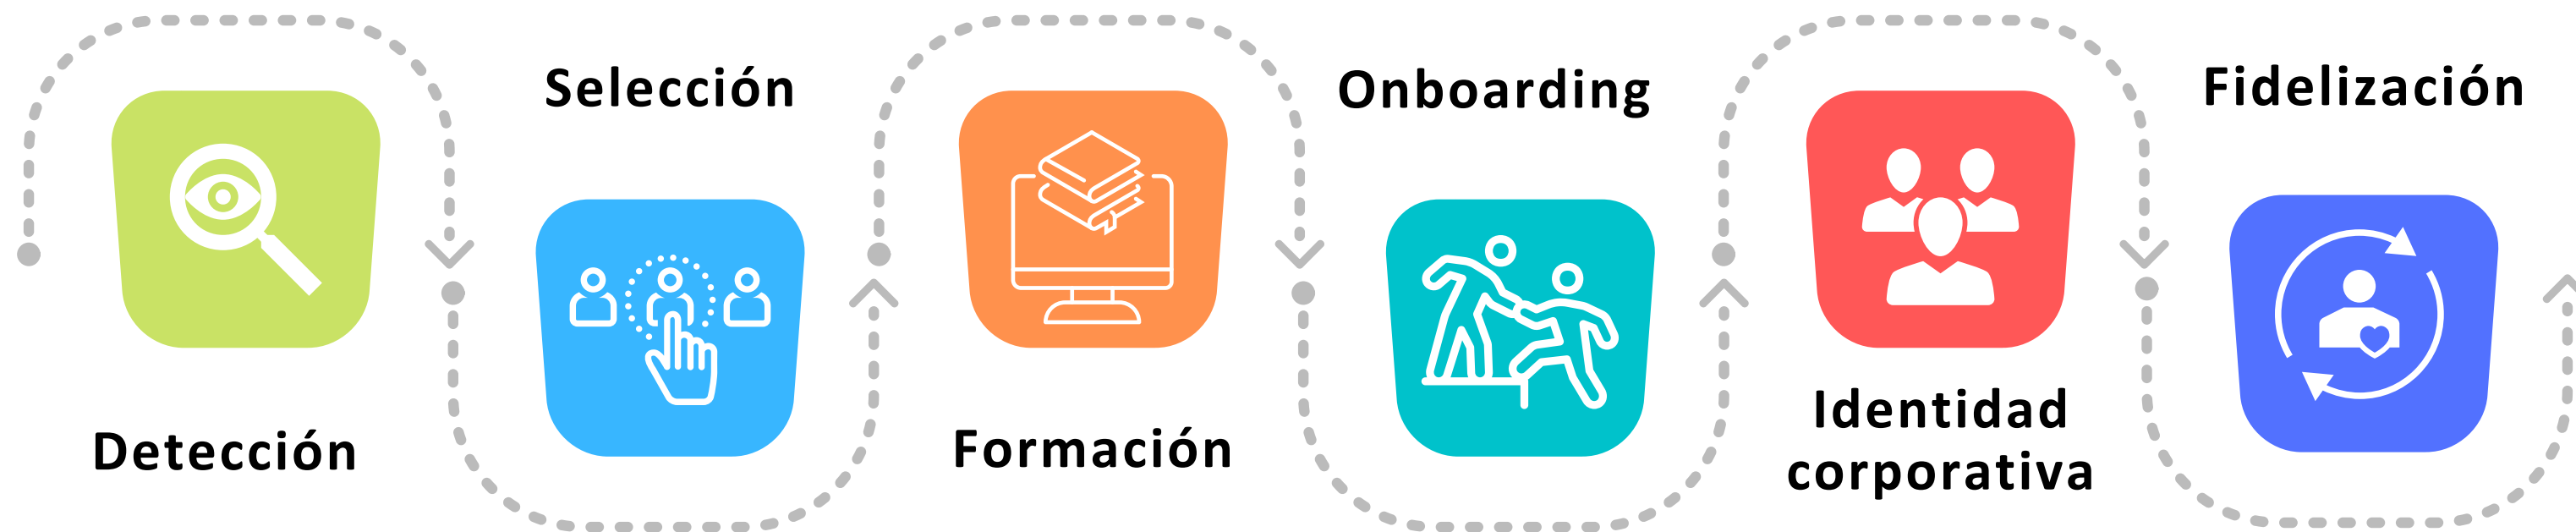 Detección
Selección
Formación
Onboarding
Identidad
corporativa
Fidelización